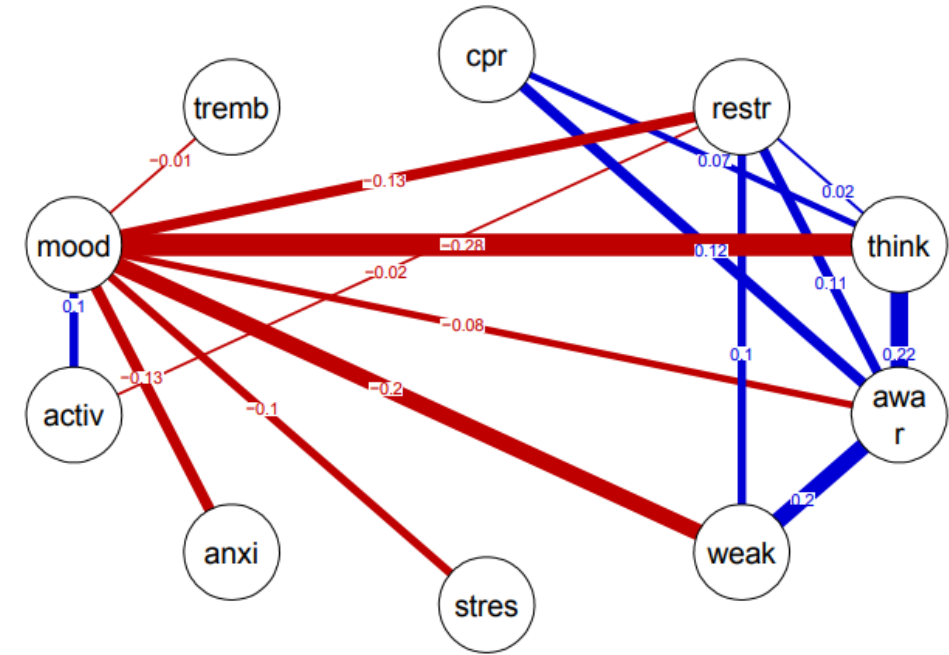 cpr
tremb
restr
−0.01
0.07
−0.13
0.02
mood
−0.28
0.12
think
−0.02
0.11
0.1
−0.08
0.1
0.22
−0.13
−0.2
activ
−0.1
awa
r
0.2
anxi
weak
stres